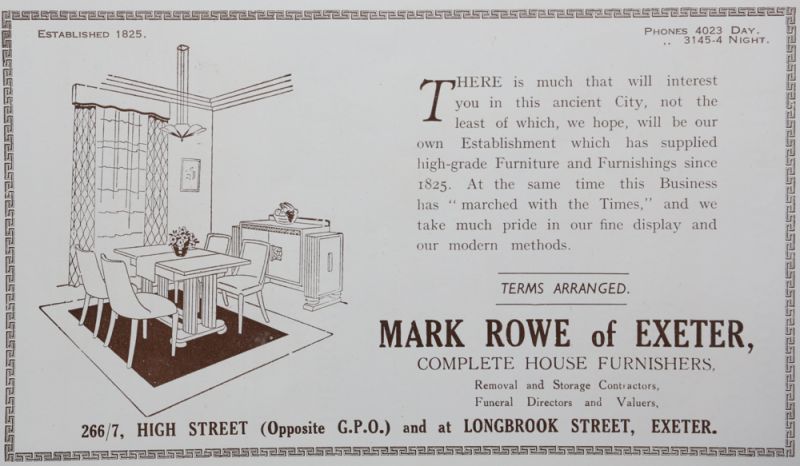 ESTABLISHED 1825.
PHONES 4023 DAY.
„ 3145-4 NIGHT.
THERE is much that will interest
you in this ancient City, not the
least of which, we hope, will be our
own Establishment which has supplied
high-grade Furniture and Furnishings since
1825. At the same time this Business
has " marched with the Times," and we
take much pride in our fine display and
our modern methods.
TERMS ARRANGED.
MARK ROWE of EXETER,
COMPLETE HOUSE FURNISHERS,
Removal and Storage Contractors,
Funeral Directors and Valuers,
266/7, HIGH STREET (Opposite G.P.O.) and at LONGBROOK STREET, EXETER.